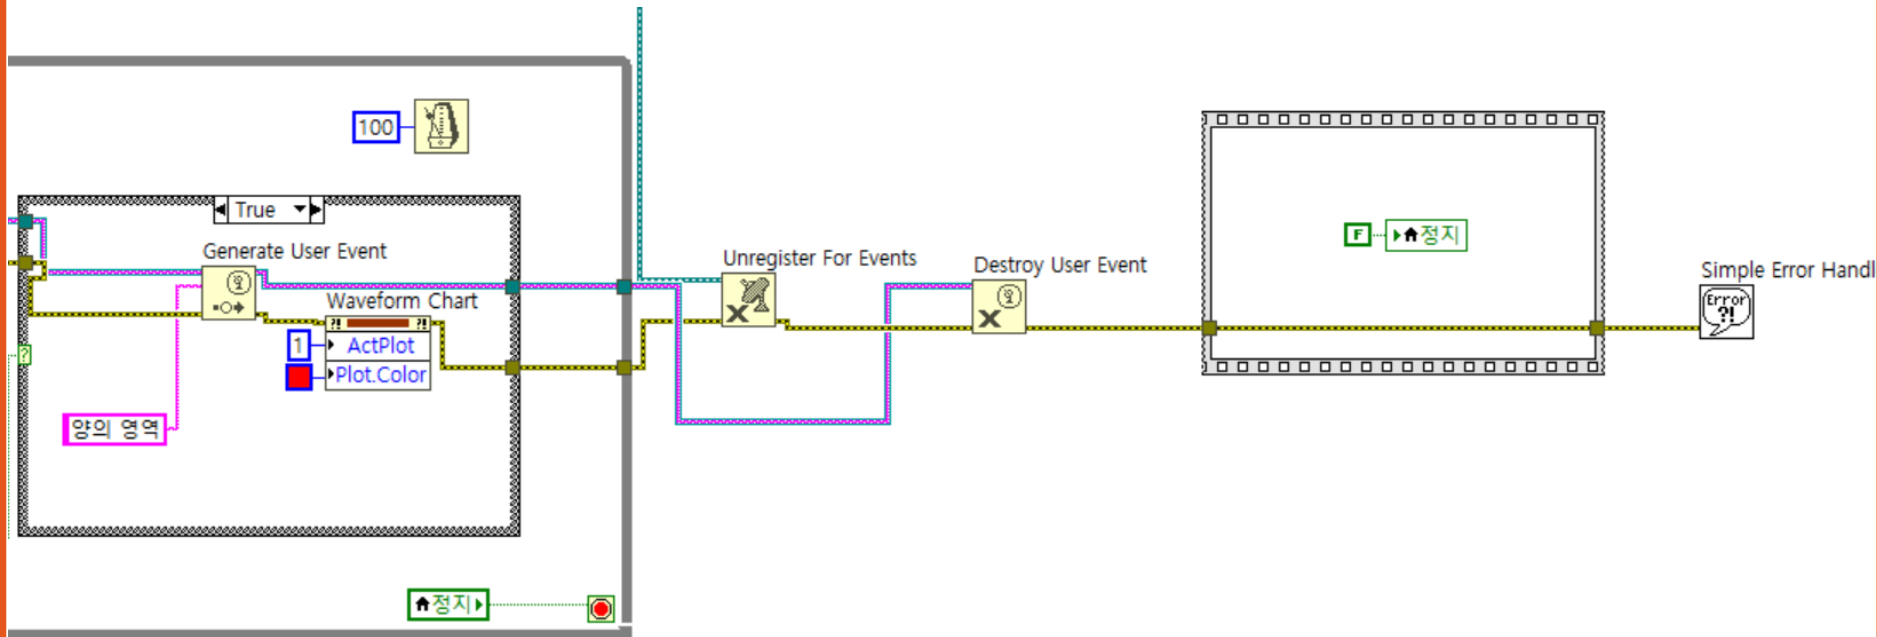 100
True
Generate User Event
Waveform Chart
1
ActPlot
Plot.Color
?
양의 영역
정지
Unregister For Events
Destroy User Event
F
정지
Simple Error Handl
Error
?!